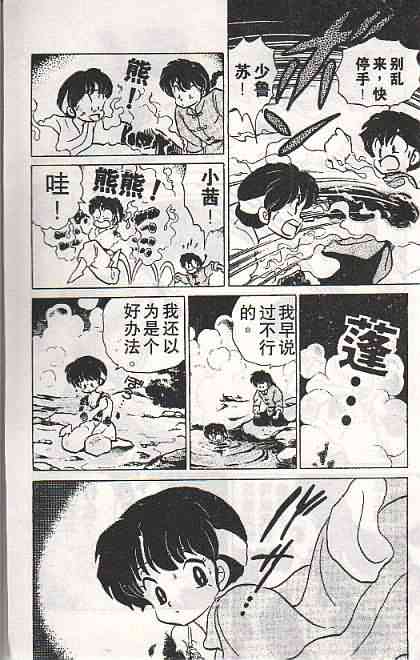 别乱
来，快
停手！
少鲁
苏！
熊！
小茜！
熊熊！
哇！
蓬…
我早说
过不行
的。
我还以
为是个
好办法。